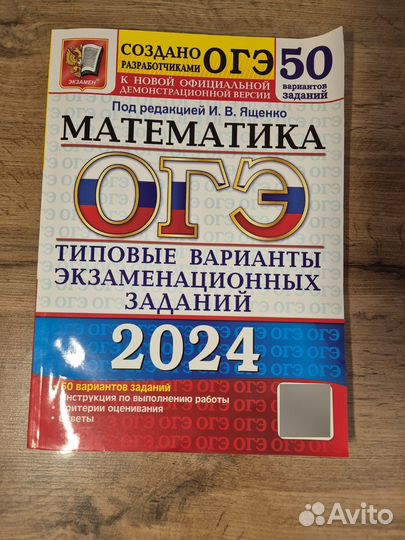 ЭКЗАМЕН
СОЗДАНО
РАЗРАБОТЧИКАМИ
ОГЭ
50
вариантов
заданий
К НОВОЙ ОФИЦИАЛЬНОЙ
ДЕМОНСТРАЦИОННОЙ ВЕРСИИ
Под редакцией И. В. Ященко
МАТЕМАТИКА
ОГЭ
ТИПОВЫЕ ВАРИАНТЫ
ЭКЗАМЕНАЦИОННЫХ
ЗАДАНИЙ
2024
50 вариантов заданий
инструкция по выполнению работы
критерии оценивания
ответы
Avito